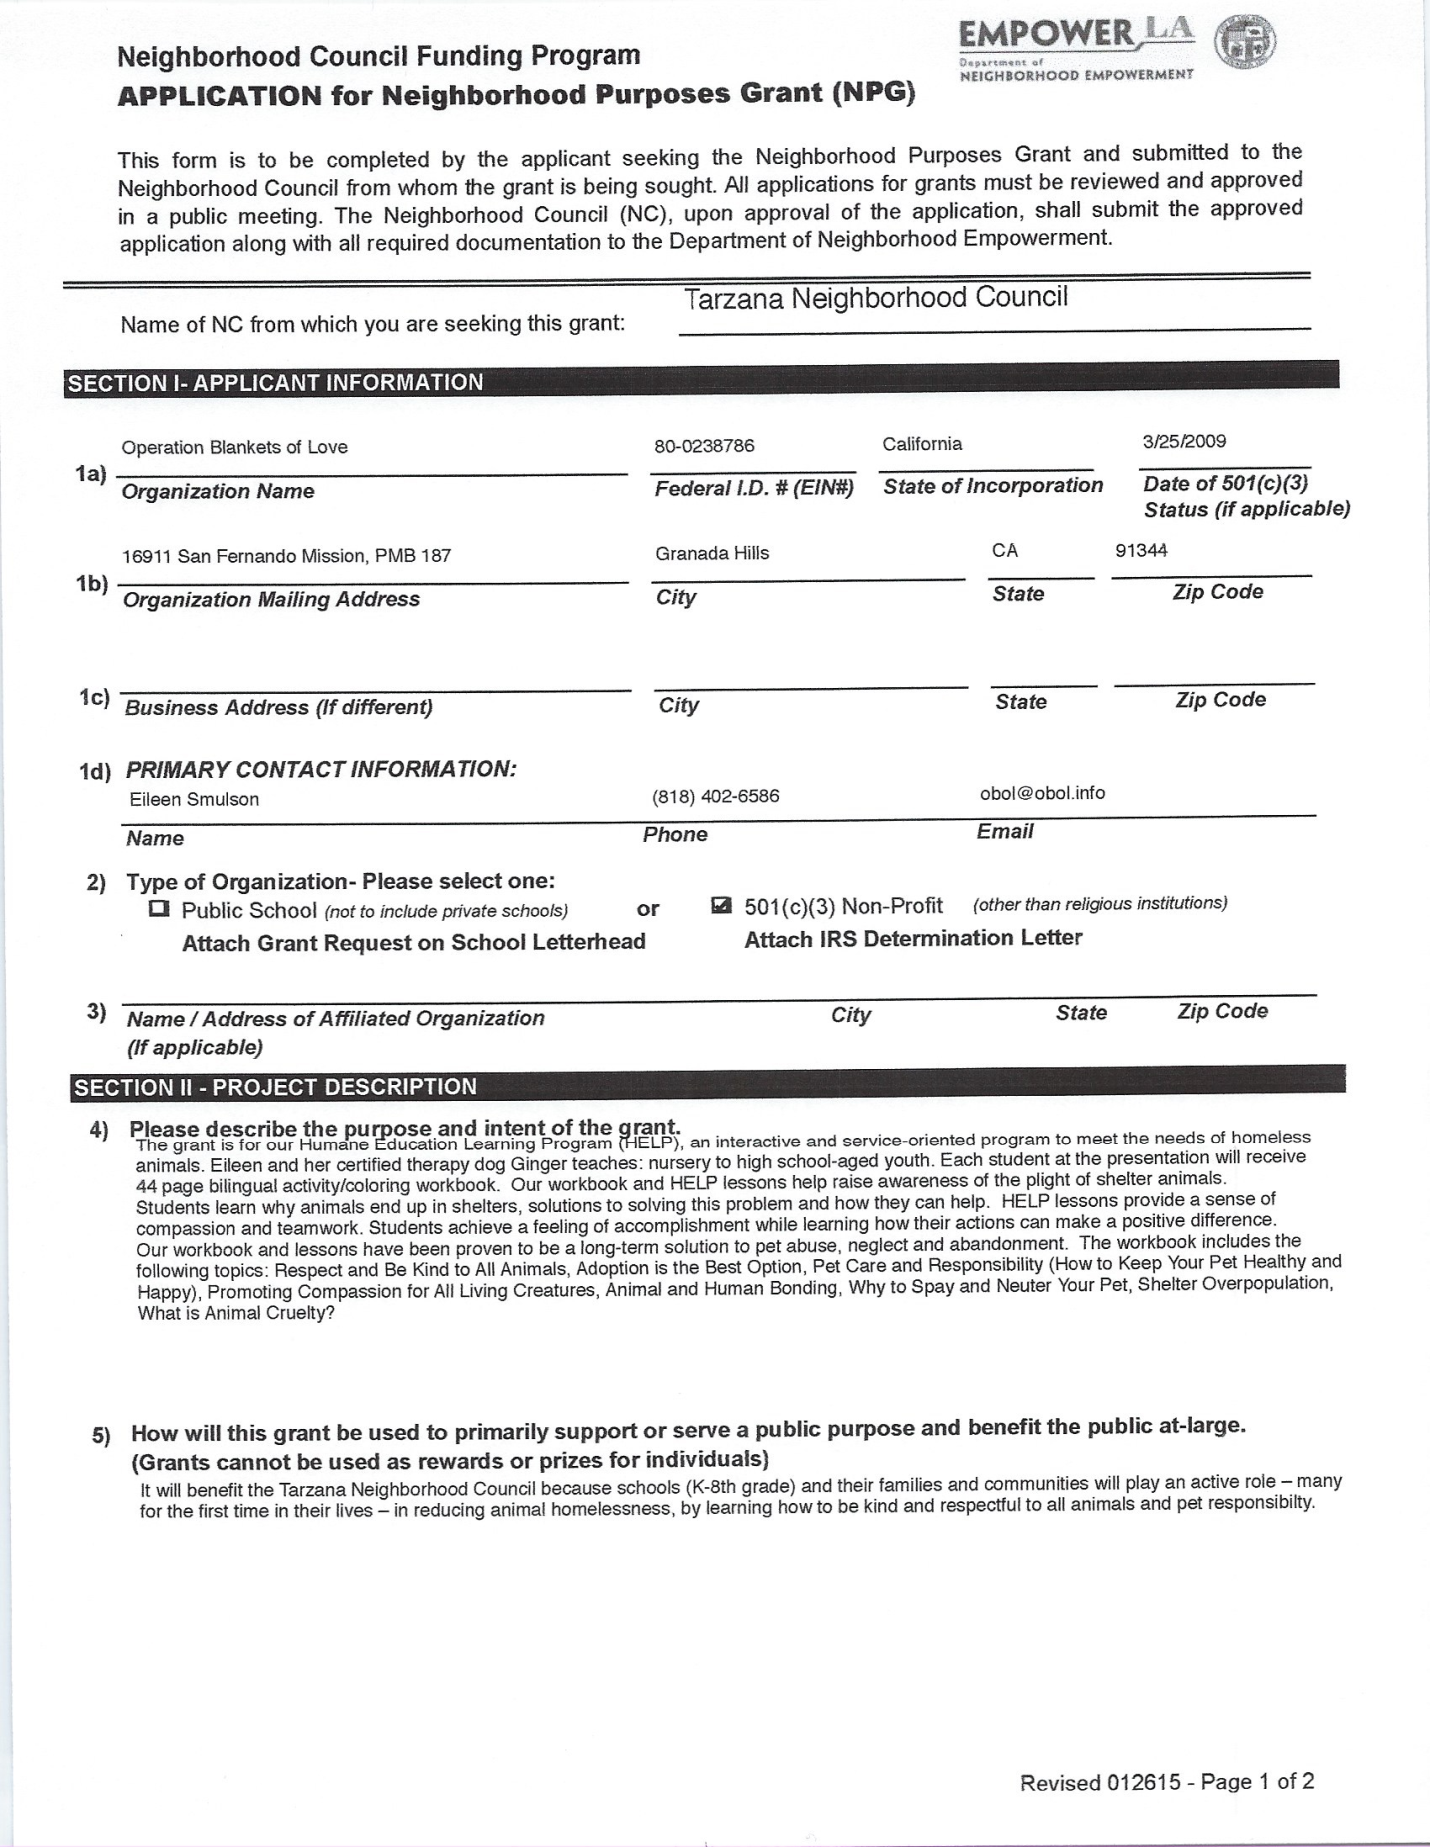 Neighborhood Council Funding Program
APPLICATION for Neighborhood Purposes Grant (NPG)
EMPOWER LA
Department of
NEIGHBORHOOD EMPOWERMENT
This form is to be completed by the applicant seeking the Neighborhood Purposes Grant and submitted to the
Neighborhood Council from whom the grant is being sought. All applications for grants must be reviewed and approved
in a public meeting. The Neighborhood Council (NC), upon approval of the application, shall submit the approved
application along with all required documentation to the Department of Neighborhood Empowerment.
Tarzana Neighborhood Council
Name of NC from which you are seeking this grant:
SECTION I- APPLICANT INFORMATION
Operation Blankets of Love 80-0238786 California 3/25/2009
1a) Organization Name Federal I.D. # (EIN#) State of Incorporation Date of 501(c)(3)
Status (if applicable)
16911 San Fernando Mission, PMB 187 Granada Hills CA 91344
1b) Organization Mailing Address City State Zip Code
1c) Business Address (If different) City State Zip Code
1d) PRIMARY CONTACT INFORMATION:
Eileen Smulson (818) 402-6586 obol@obol.info
Name Phone Email
2) Type of Organization- Please select one:
Public School (not to include private schools) or 501(c)(3) Non-Profit (other than religious institutions)
Attach Grant Request on School Letterhead Attach IRS Determination Letter
3) Name / Address of Affiliated Organization City State Zip Code
(If applicable)
SECTION II - PROJECT DESCRIPTION
4) Please describe the purpose and intent of the grant.
The grant is for our Humane Education Learning Program (HELP), an interactive and service-oriented program to meet the needs of homeless
animals. Eileen and her certified therapy dog Ginger teaches: nursery to high school-aged youth. Each student at the presentation will receive
44 page bilingual activity/coloring workbook. Our workbook and HELP lessons help raise awareness of the plight of shelter animals.
Students learn why animals end up in shelters, solutions to solving this problem and how they can help. HELP lessons provide a sense of
compassion and teamwork. Students achieve a feeling of accomplishment while learning how their actions can make a positive difference.
Our workbook and lessons have been proven to be a long-term solution to pet abuse, neglect and abandonment. The workbook includes the
following topics: Respect and Be Kind to All Animals, Adoption is the Best Option, Pet Care and Responsibility (How to Keep Your Pet Healthy and
Happy), Promoting Compassion for All Living Creatures, Animal and Human Bonding, Why to Spay and Neuter Your Pet, Shelter Overpopulation,
What is Animal Cruelty?
5) How will this grant be used to primarily support or serve a public purpose and benefit the public at-large.
(Grants cannot be used as rewards or prizes for individuals)
It will benefit the Tarzana Neighborhood Council because schools (K-8th grade) and their families and communities will play an active role – many
for the first time in their lives – in reducing animal homelessness, by learning how to be kind and respectful to all animals and pet responsibilty.
Revised 012615 - Page 1 of 2